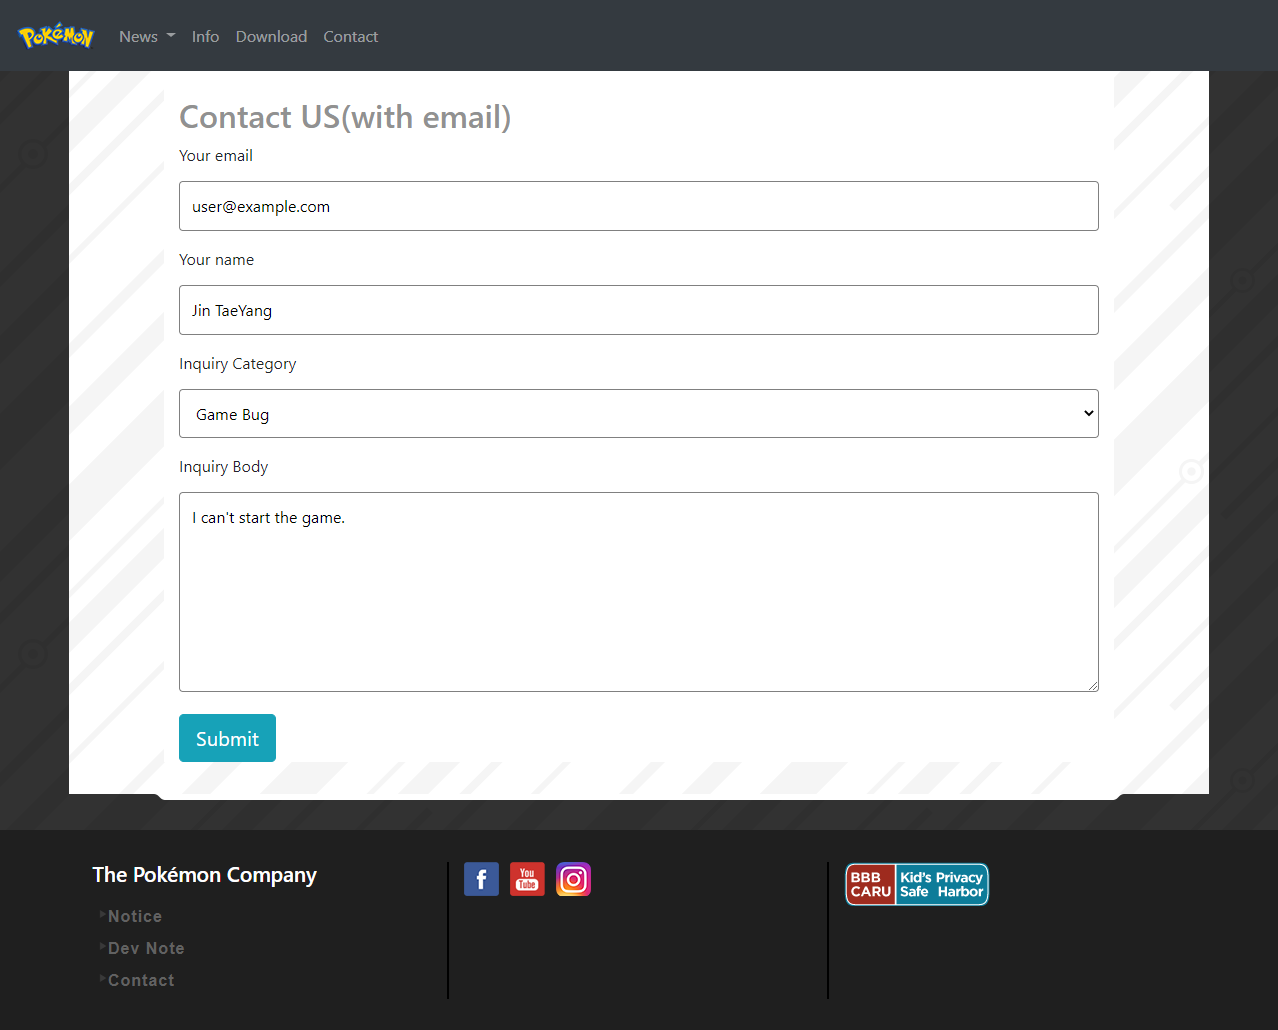 Pokémon
News
Info
Download
Contact
Contact US(with email)
Your email
user@example.com
Your name
Jin TaeYang
Inquiry Category
Game Bug
Inquiry Body
I can't start the game.
Submit
The Pokémon Company
Notice
Dev Note
Contact
f
You
Tube
BBB
CARU
Kid's Privacy
Safe Harbor